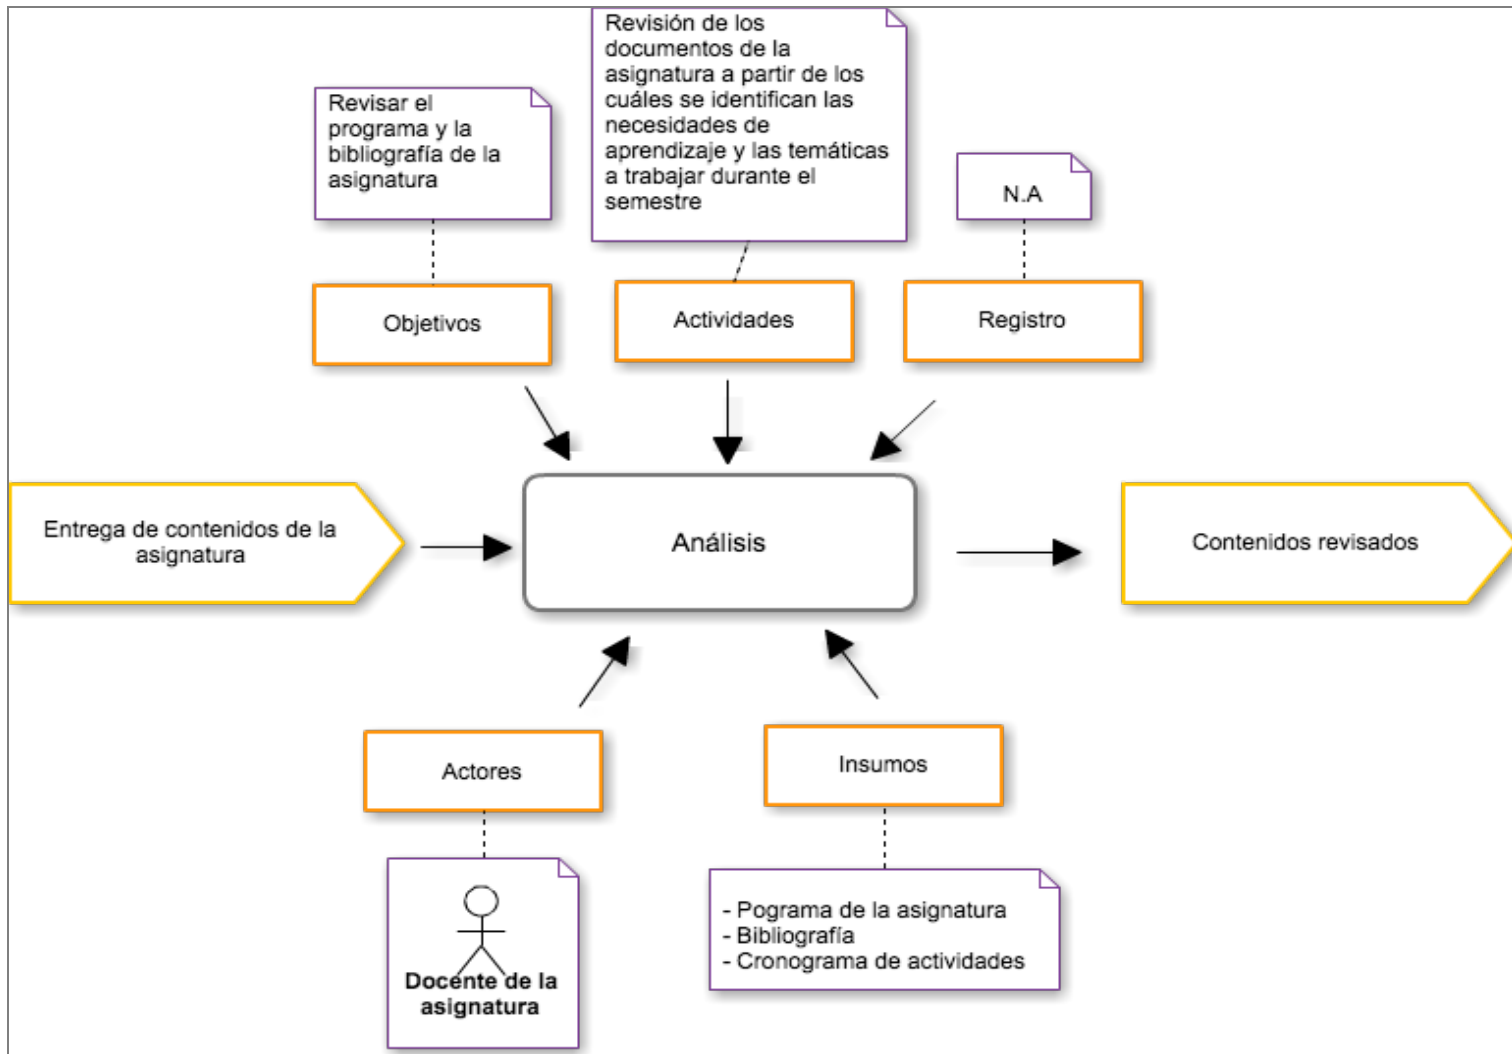 Revisión de los
documentos de la
asignatura a partir de los
cuáles se identifican las
necesidades de
aprendizaje y las temáticas
a trabajar durante el
semestre
Revisar el
programa y la
bibliografía de la
asignatura
N.A
Objetivos
Actividades
Registro
Entrega de contenidos de la
asignatura
Análisis
Contenidos revisados
Actores
Insumos
Docente de la
asignatura
- Pograma de la asignatura
- Bibliografía
- Cronograma de actividades